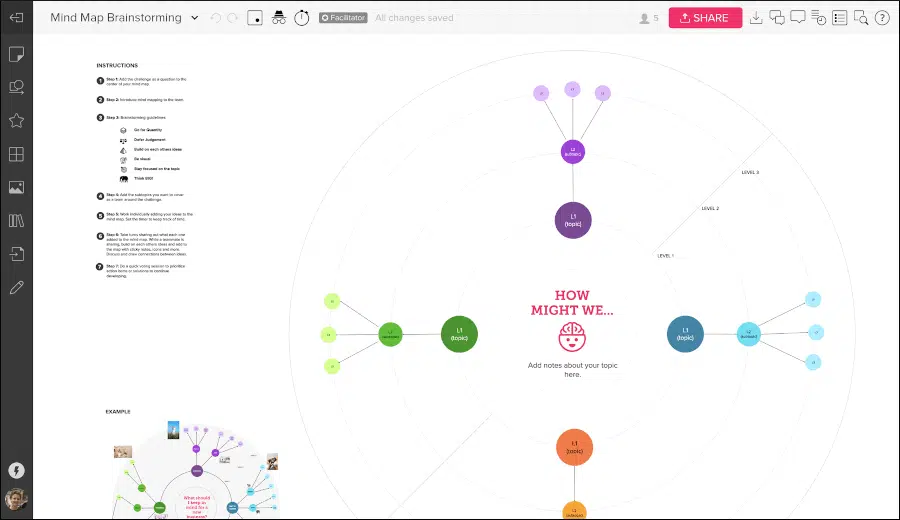 Mind Map Brainstorming
Facilitator
All changes saved
5
SHARE
?
INSTRUCTIONS
1 Step 1: Add the challenge as a question to the
center of your mind map.
2 Step 2: Introduce mind mapping to the team.
3 Step 3: Brainstorming guidelines:
Go for Quantity
Defer Judgement
Build on each others ideas
Be visual
Stay focused on the topic
Think BIG!
4 Step 4: Add the subtopics you want to cover
as a team around the challenge.
5 Step 5: Work individually adding your ideas to the
mind map. Set the timer to keep track of time.
6 Step 6: Take turns sharing out what each one
added to the mind map. While a teammate is
sharing, build on each others ideas and add to
the map with sticky notes, icons and more.
Discuss and draw connections between ideas.
7 Step 7: Do a quick voting session to prioritize
action items or solutions to continue
developing.
L2
(subtopic)
LEVEL 3
LEVEL 2
LEVEL 1
L1
(topic)
HOW
MIGHT WE...
Add notes about your topic
here.
L1
(topic)
L1
(topic)
L2
(subtopic)
L1
(topic)
EXAMPLE
What should
I keep in
mind for a
new
business?